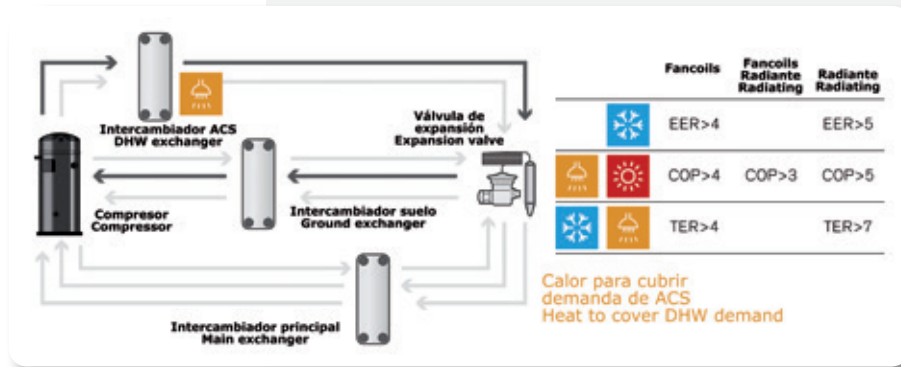 Intercambiador ACS
DHW exchanger
Válvula de
expansión
Expansion valve
Compresor
Compressor
Intercambiador suelo
Ground exchanger
Intercambiador principal
Main exchanger
Fancoils
Fancoils
Radiante
Radiating
Radiante
Radiating
EER>4
EER>5
COP>4
COP>3
COP>5
TER>4
TER>7
Calor para cubrir
demanda de ACS
Heat to cover DHW demand